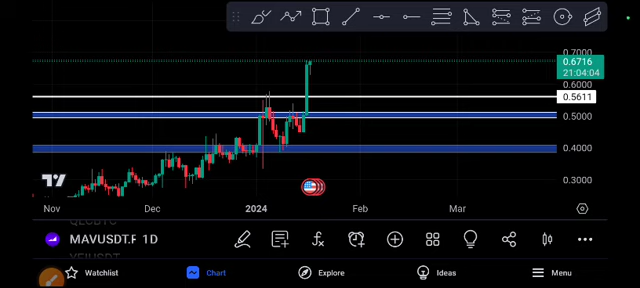 0.7000
0.6716
21:04:04
0.6000
0.5611
0.5000
0.4000
0.3000
Nov Dec 2024 Feb Mar
MAVUSDT.P 1D
Watchlist Chart Explore Ideas Menu